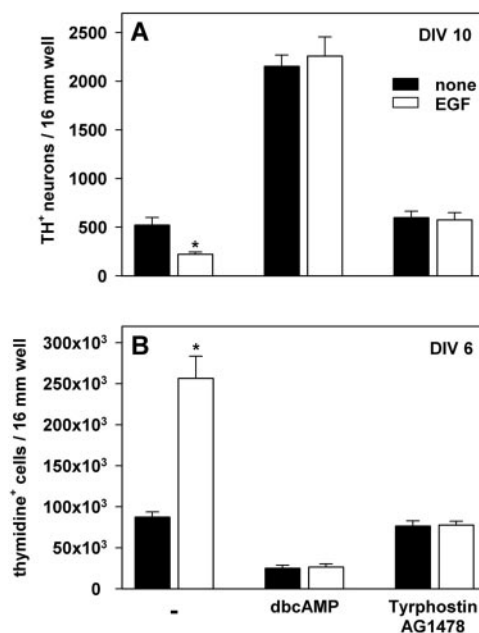 A
DIV 10
TH⁺ neurons / 16 mm well
2500
2000
1500
1000
500
0
none
EGF
*
B
DIV 6
thymidine⁺ cells / 16 mm well
300x10³
250x10³
200x10³
150x10³
100x10³
50x10³
0
*
-
dbcAMP
Tyrphostin
AG1478